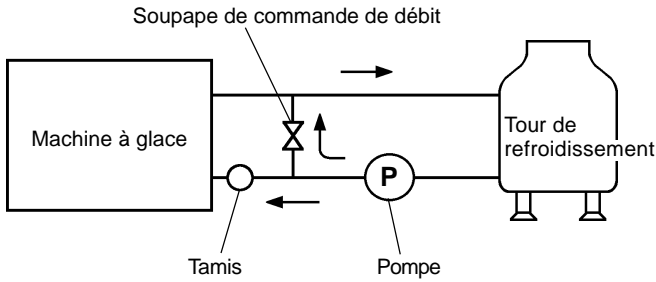 Soupape de commande de débit
Machine à glace
Tour de
refroidissement
P
Tamis
Pompe